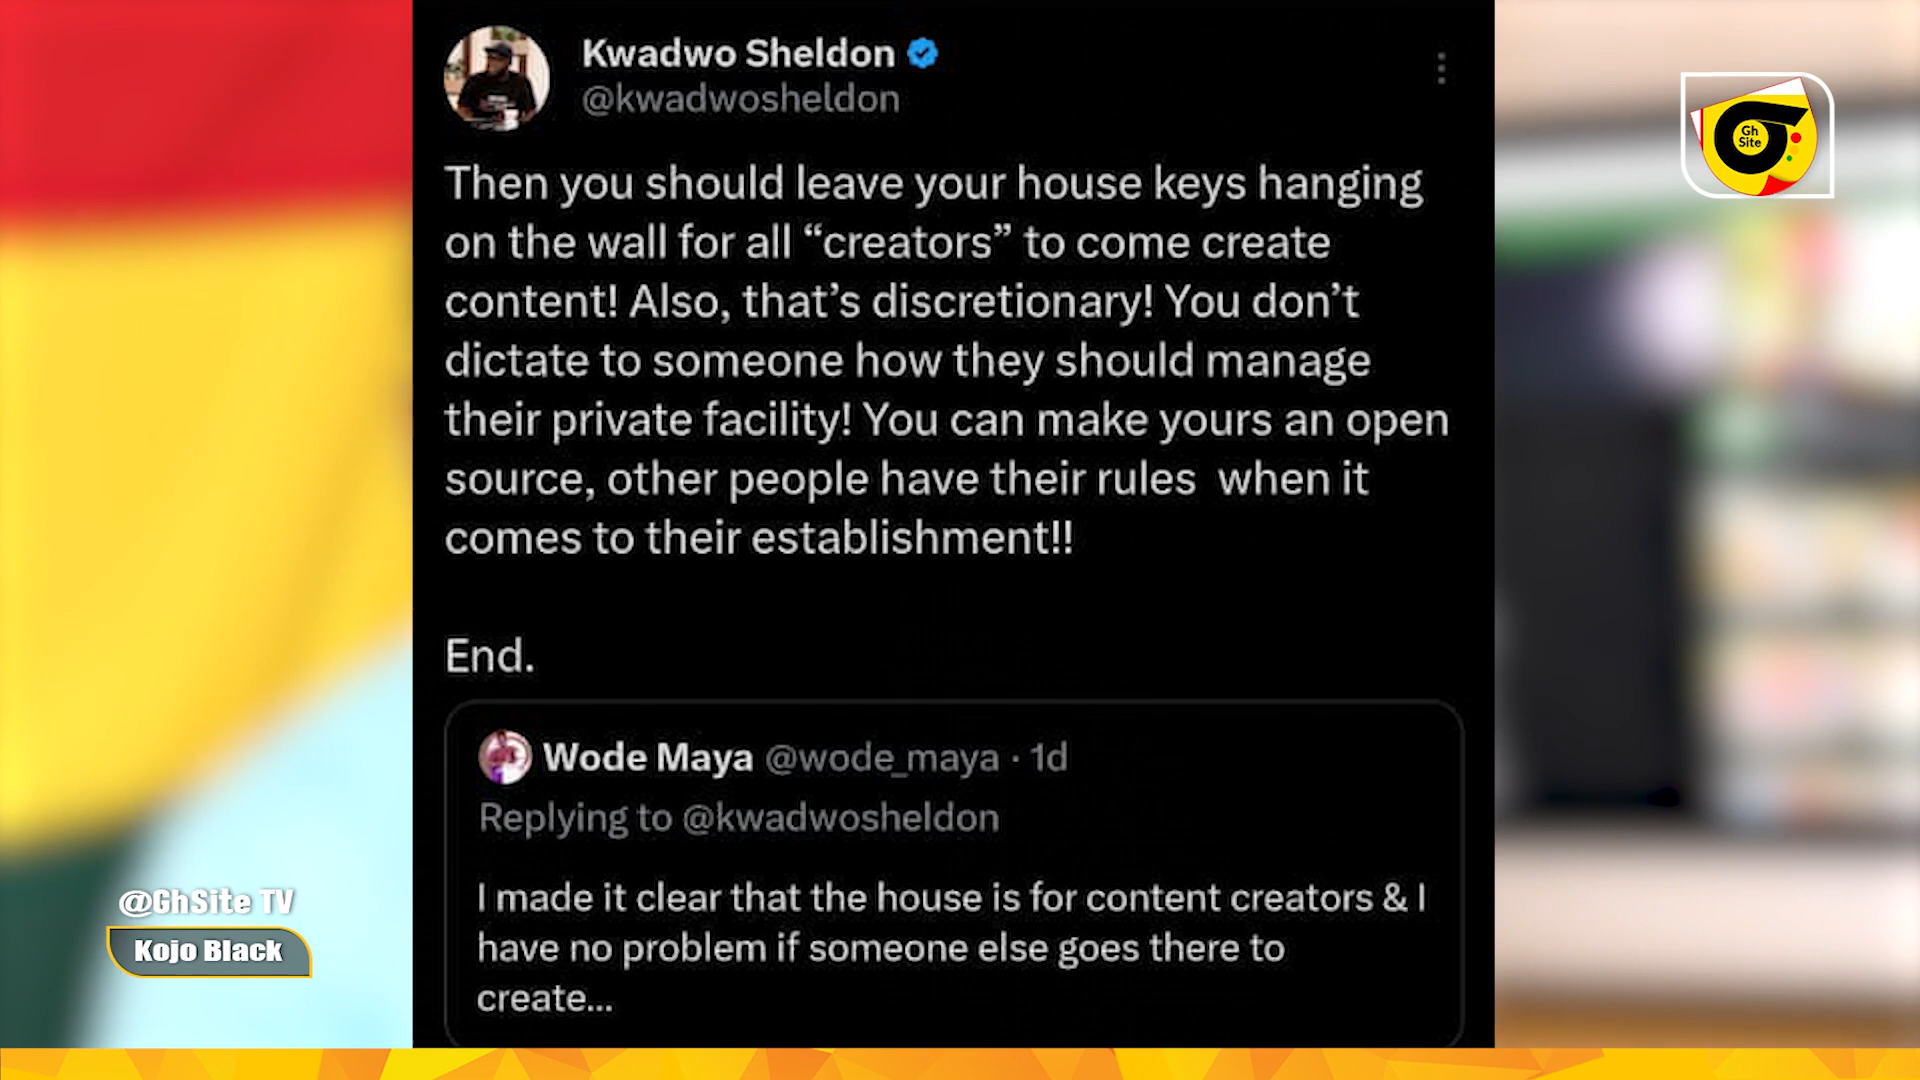 Kwadwo Sheldon
@kwadwosheldon
Then you should leave your house keys hanging
on the wall for all “creators” to come create
content! Also, that’s discretionary! You don’t
dictate to someone how they should manage
their private facility! You can make yours an open
source, other people have their rules when it
comes to their establishment!!
End.
Wode Maya @wode_maya · 1d
Replying to @kwadwosheldon
I made it clear that the house is for content creators & I
have no problem if someone else goes there to
create...
Gh
Site
@GhSite TV
Kojo Black